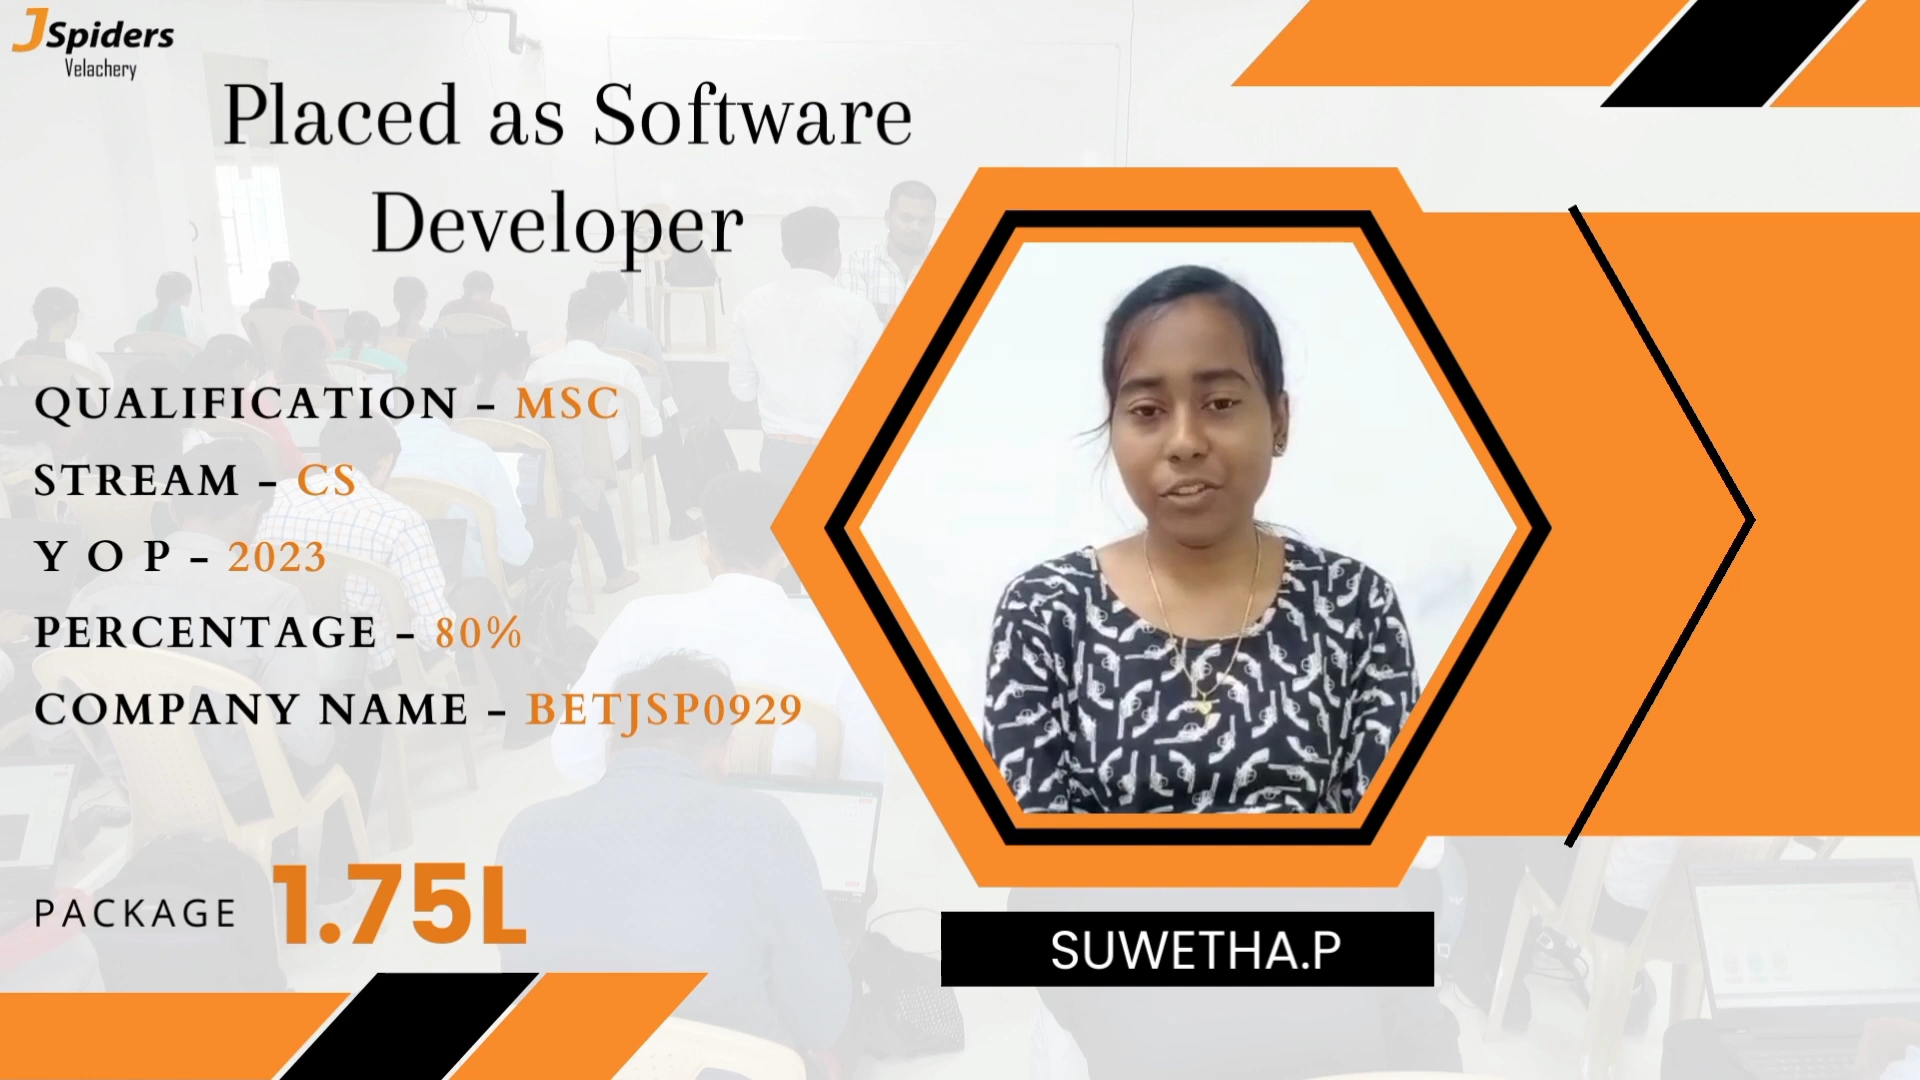 JSpiders
Velachery
Placed as Software
Developer
QUALIFICATION - MSC
STREAM - CS
Y O P - 2023
PERCENTAGE - 80%
COMPANY NAME - BETJSP0929
PACKAGE 1.75L
SUWETHA.P